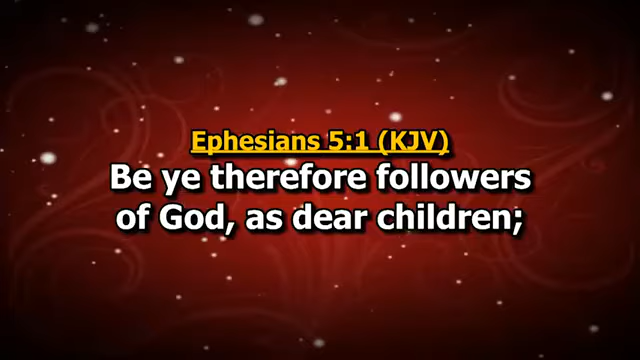 Ephesians 5:1 (KJV)
Be ye therefore followers
of God, as dear children;